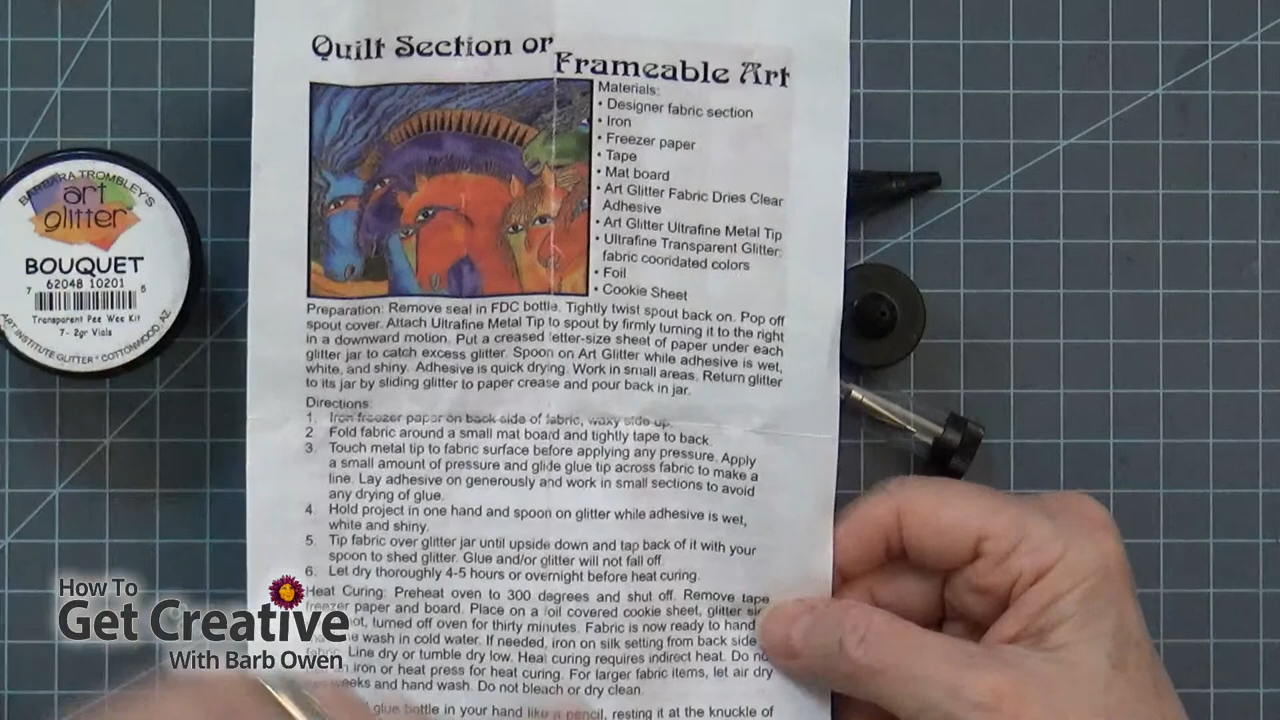 Quilt Section or
Frameable Art
Materials:
• Designer fabric section
• Iron
• Freezer paper
• Tape
• Mat board
• Art Glitter Fabric Dries Clear
Adhesive
• Art Glitter Ultrafine Metal Tip
• Ultrafine Transparent Glitter:
fabric cooridated colors
• Foil
• Cookie Sheet
Preparation: Remove seal in FDC bottle. Tightly twist spout back on. Pop off
spout cover. Attach Ultrafine Metal Tip to spout by firmly turning it to the right
in a downward motion. Put a creased letter-size sheet of paper under each
glitter jar to catch excess glitter. Spoon on Art Glitter while adhesive is wet,
white, and shiny. Adhesive is quick drying. Work in small areas. Return glitter
to its jar by sliding glitter to paper crease and pour back in jar.
Directions:
1. Iron freezer paper on back side of fabric, waxy side up.
2 Fold fabric around a small mat board and tightly tape to back.
3. Touch metal tip to fabric surface before applying any pressure. Apply
a small amount of pressure and glide glue tip across fabric to make a
line. Lay adhesive on generously and work in small sections to avoid
any drying of glue.
4. Hold project in one hand and spoon on glitter while adhesive is wet,
white and shiny.
5. Tip fabric over glitter jar until upside down and tap back of it with your
spoon to shed glitter. Glue and/or glitter will not fall off.
6. Let dry thoroughly 4-5 hours or overnight before heat curing.
Heat Curing: Preheat oven to 300 degrees and shut off. Remove tape
freezer paper and board. Place on a foil covered cookie sheet, glitter
turned off oven for thirty minutes. Fabric is now ready to hand
wash in cold water. If needed, iron on silk setting from back side
Line dry or tumble dry low. Heat curing requires indirect heat. Do
iron or heat press for heat curing. For larger fabric items, let air dry
weeks and hand wash. Do not bleach or dry clean.
glue bottle in your hand like a pencil, resting it at the knuckle of
BARBARA TROMBLEY'S
art
glitter
BOUQUET
62048 10201
7 5
Transparent Pee Wee Kit
7- 2gr Vials
ART INSTITUTE GLITTER * COTTONWOOD, AZ
How To
Get Creative
With Barb Owen